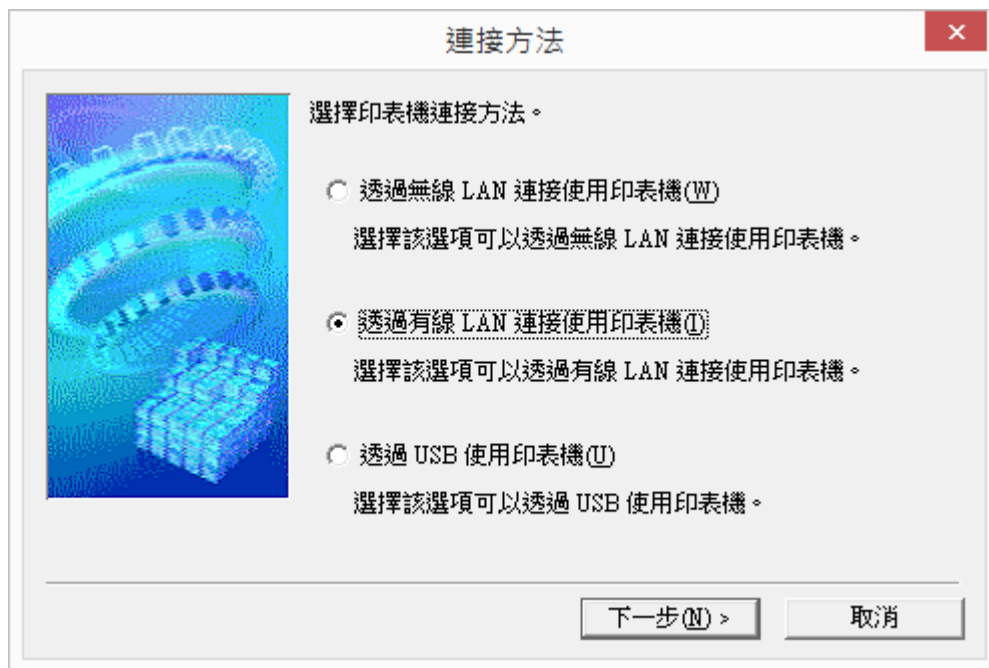 連接方法
選擇印表機連接方法。
透過無線 LAN 連接使用印表機(W)
選擇該選項可以透過無線 LAN 連接使用印表機。
透過有線 LAN 連接使用印表機(I)
選擇該選項可以透過有線 LAN 連接使用印表機。
透過 USB 使用印表機(U)
選擇該選項可以透過 USB 使用印表機。
下一步(N) >
取消